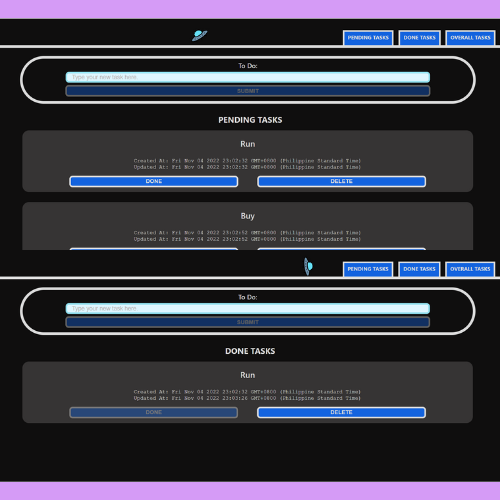 PENDING TASKS
DONE TASKS
OVERALL TASKS
To Do:
Type your new task here
SUBMIT
PENDING TASKS
Run
Created At: Fri Nov 04 2022 23:02:32 GMT+0800 (Philippine Standard Time)
Updated At: Fri Nov 04 2022 23:02:32 GMT+0800 (Philippine Standard Time)
DONE
DELETE
Buy
Created At: Fri Nov 04 2022 23:02:52 GMT+0800 (Philippine Standard Time)
Updated At: Fri Nov 04 2022 23:02:52 GMT+0800 (Philippine Standard Time)
PENDING TASKS
DONE TASKS
OVERALL TASKS
To Do:
Type your new task here
SUBMIT
DONE TASKS
Run
Created At: Fri Nov 04 2022 23:02:32 GMT+0800 (Philippine Standard Time)
Updated At: Fri Nov 04 2022 23:03:26 GMT+0800 (Philippine Standard Time)
DONE
DELETE